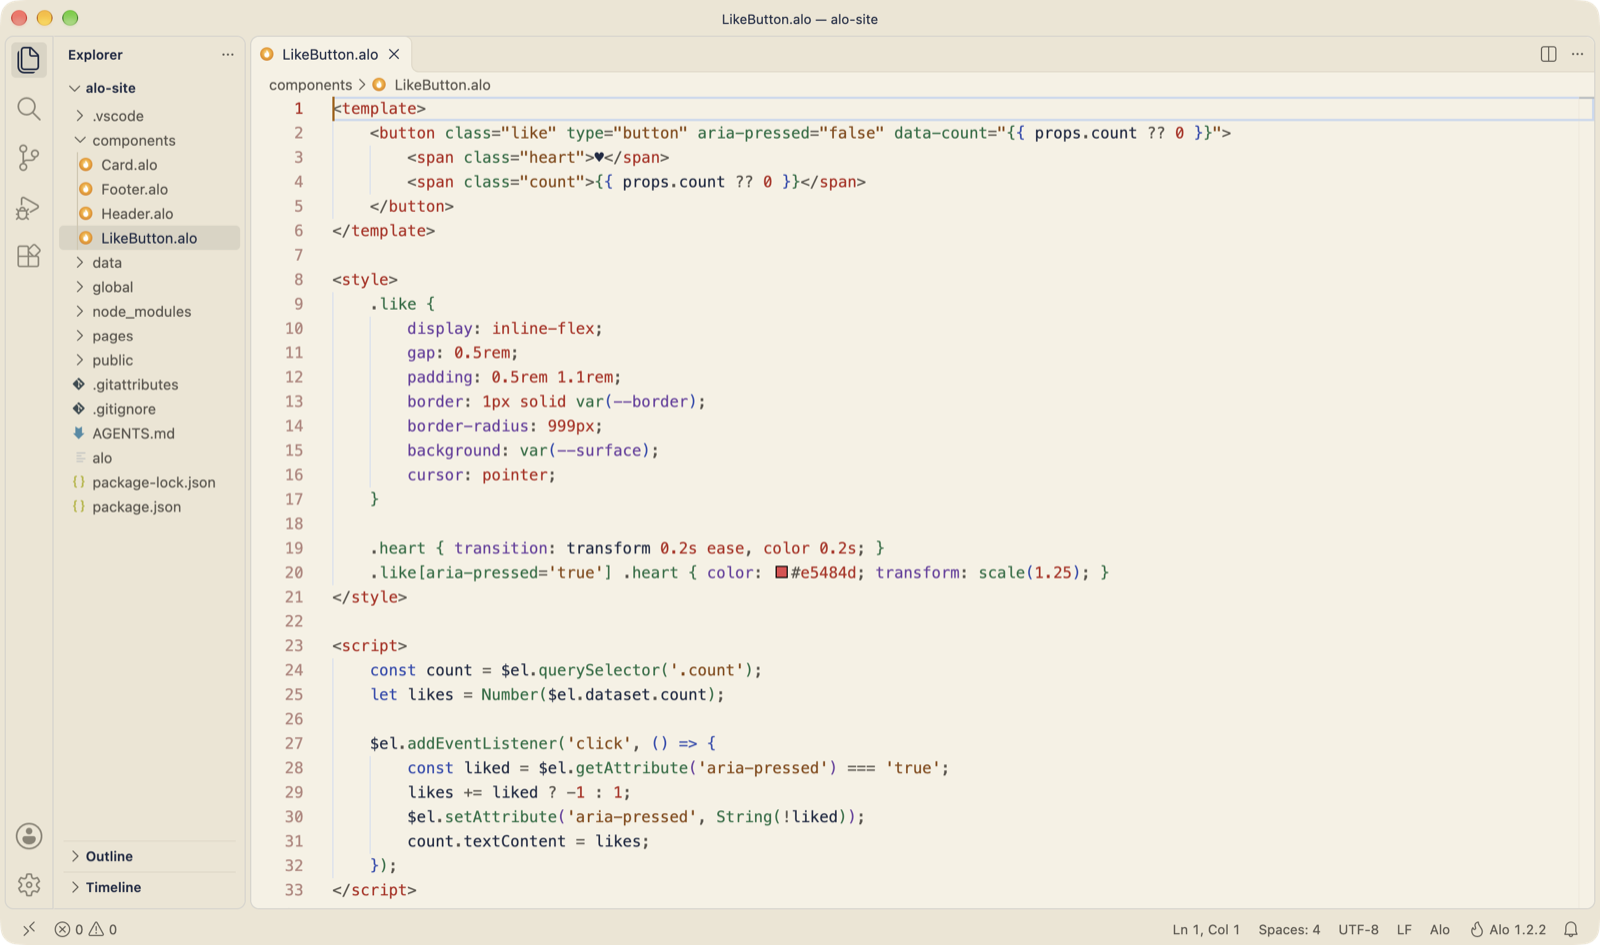 LikeButton.alo — alo-site
Explorer
alo-site
.vscode
components
Card.alo
Footer.alo
Header.alo
LikeButton.alo
data
global
node_modules
pages
public
.gitattributes
.gitignore
AGENTS.md
alo
package-lock.json
package.json
Outline
Timeline
LikeButton.alo
components > LikeButton.alo
1 <template>
2     <button class="like" type="button" aria-pressed="false" data-count="{{ props.count ?? 0 }}">
3         <span class="heart">♥</span>
4         <span class="count">{{ props.count ?? 0 }}</span>
5     </button>
6 </template>
7
8 <style>
9     .like {
10         display: inline-flex;
11         gap: 0.5rem;
12         padding: 0.5rem 1.1rem;
13         border: 1px solid var(--border);
14         border-radius: 999px;
15         background: var(--surface);
16         cursor: pointer;
17     }
18
19     .heart { transition: transform 0.2s ease, color 0.2s; }
20     .like[aria-pressed='true'] .heart { color: #e5484d; transform: scale(1.25); }
21 </style>
22
23 <script>
24     const count = $el.querySelector('.count');
25     let likes = Number($el.dataset.count);
26
27     $el.addEventListener('click', () => {
28         const liked = $el.getAttribute('aria-pressed') === 'true';
29         likes += liked ? -1 : 1;
30         $el.setAttribute('aria-pressed', String(!liked));
31         count.textContent = likes;
32     });
33 </script>
0 0
Ln 1, Col 1 Spaces: 4 UTF-8 LF Alo Alo 1.2.2